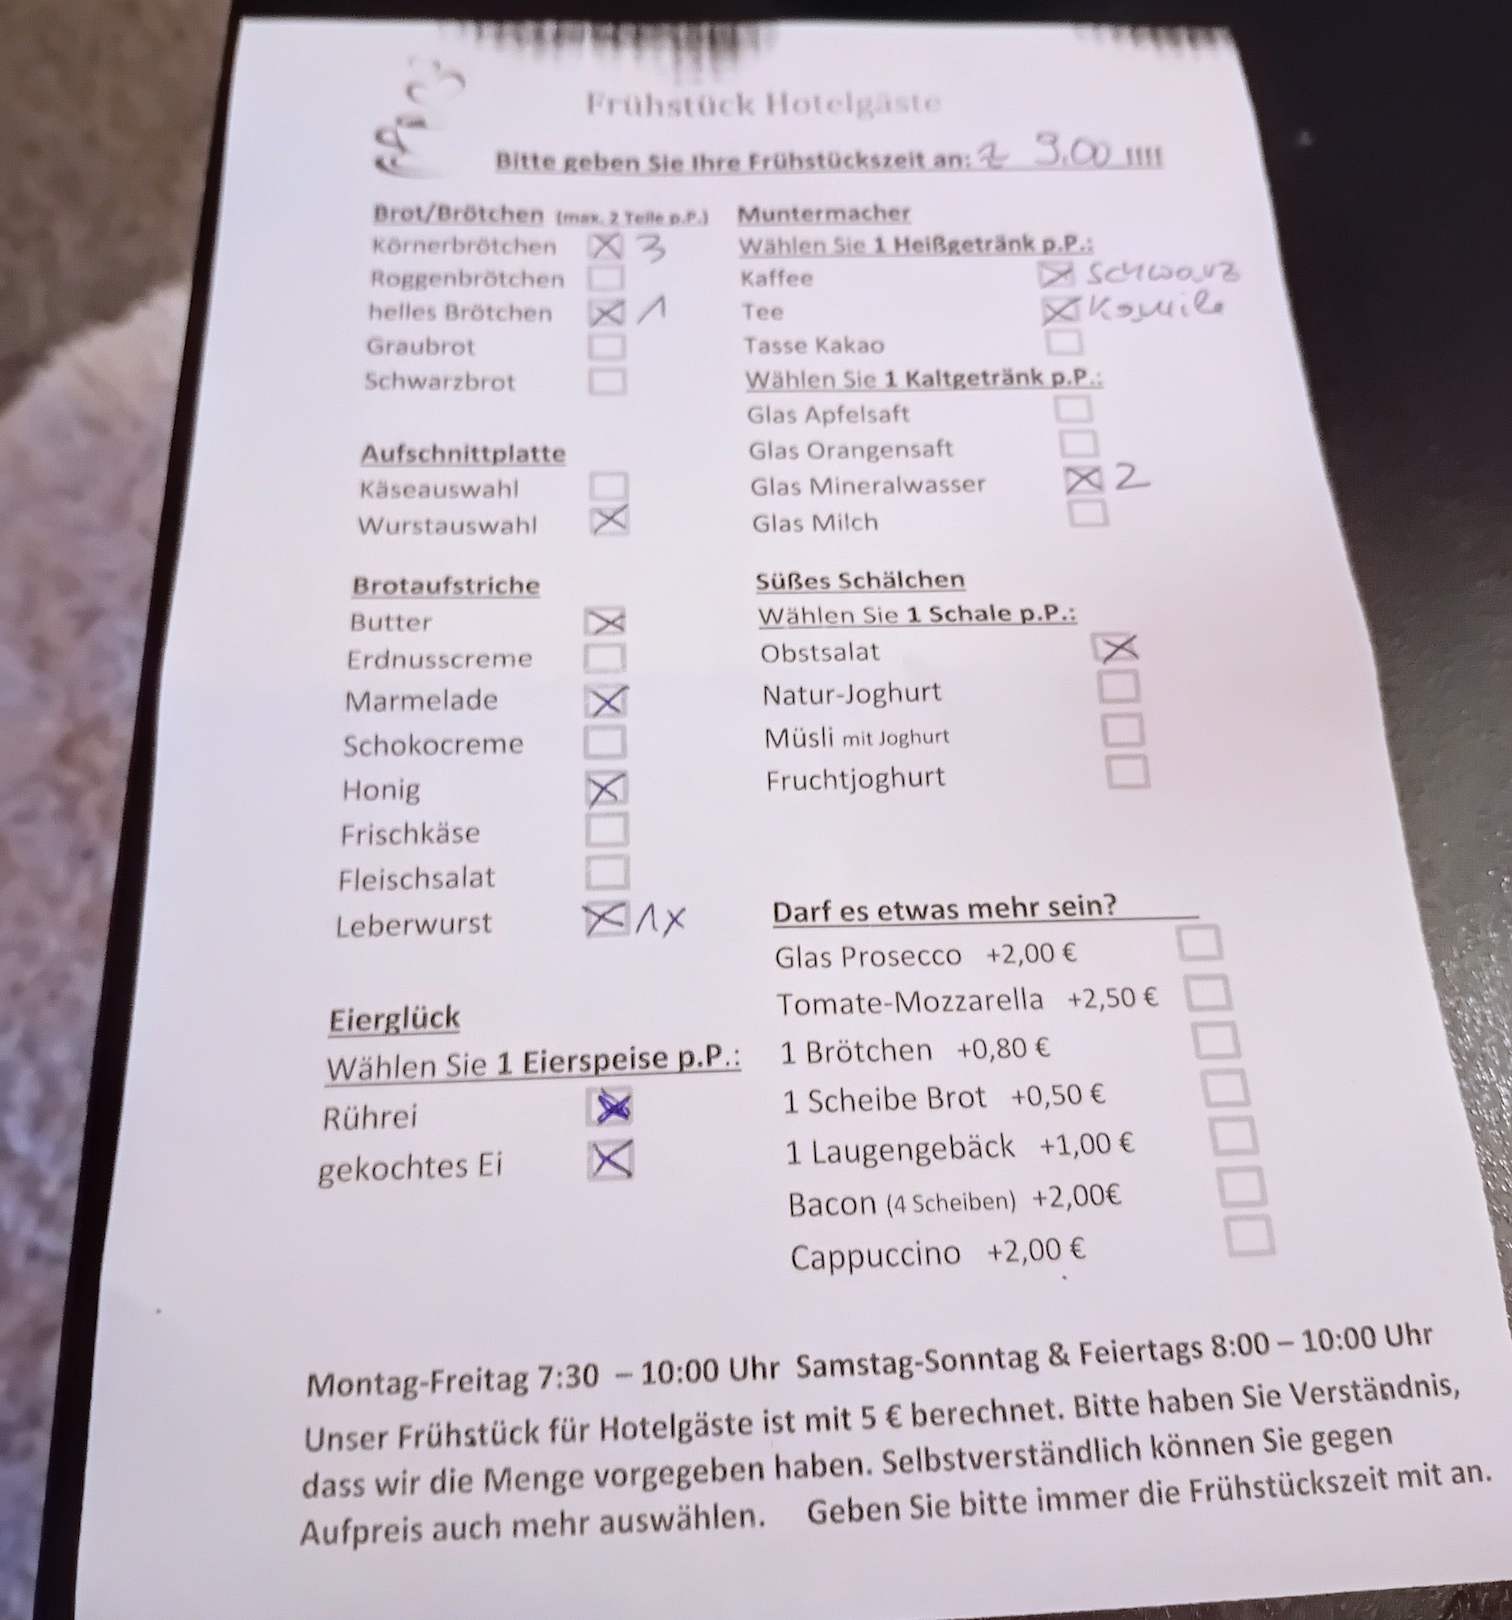 Frühstück Hotelgäste
Bitte geben Sie Ihre Frühstückszeit an: 9.00 !!!!
Brot/Brötchen (max. 2 Teile p.P.)
Körnerbrötchen 3
Roggenbrötchen
helles Brötchen 1
Graubrot
Schwarzbrot
Aufschnittplatte
Käseauswahl
Wurstauswahl
Brotaufstriche
Butter
Erdnusscreme
Marmelade
Schokocreme
Honig
Frischkäse
Fleischsalat
Leberwurst 1x
Eierglück
Wählen Sie 1 Eierspeise p.P.:
Rührei
gekochtes Ei
Muntermacher
Wählen Sie 1 Heißgetränk p.P.:
Kaffee schwarz
Tee Kamile
Tasse Kakao
Wählen Sie 1 Kaltgetränk p.P.:
Glas Apfelsaft
Glas Orangensaft
Glas Mineralwasser 2
Glas Milch
Süßes Schälchen
Wählen Sie 1 Schale p.P.:
Obstsalat
Natur-Joghurt
Müsli mit Joghurt
Fruchtjoghurt
Darf es etwas mehr sein?
Glas Prosecco +2,00 €
Tomate-Mozzarella +2,50 €
1 Brötchen +0,80 €
1 Scheibe Brot +0,50 €
1 Laugengebäck +1,00 €
Bacon (4 Scheiben) +2,00€
Cappuccino +2,00 €
Montag-Freitag 7:30 – 10:00 Uhr Samstag-Sonntag & Feiertags 8:00 – 10:00 Uhr
Unser Frühstück für Hotelgäste ist mit 5 € berechnet. Bitte haben Sie Verständnis,
dass wir die Menge vorgegeben haben. Selbstverständlich können Sie gegen
Aufpreis auch mehr auswählen. Geben Sie bitte immer die Frühstückszeit mit an.